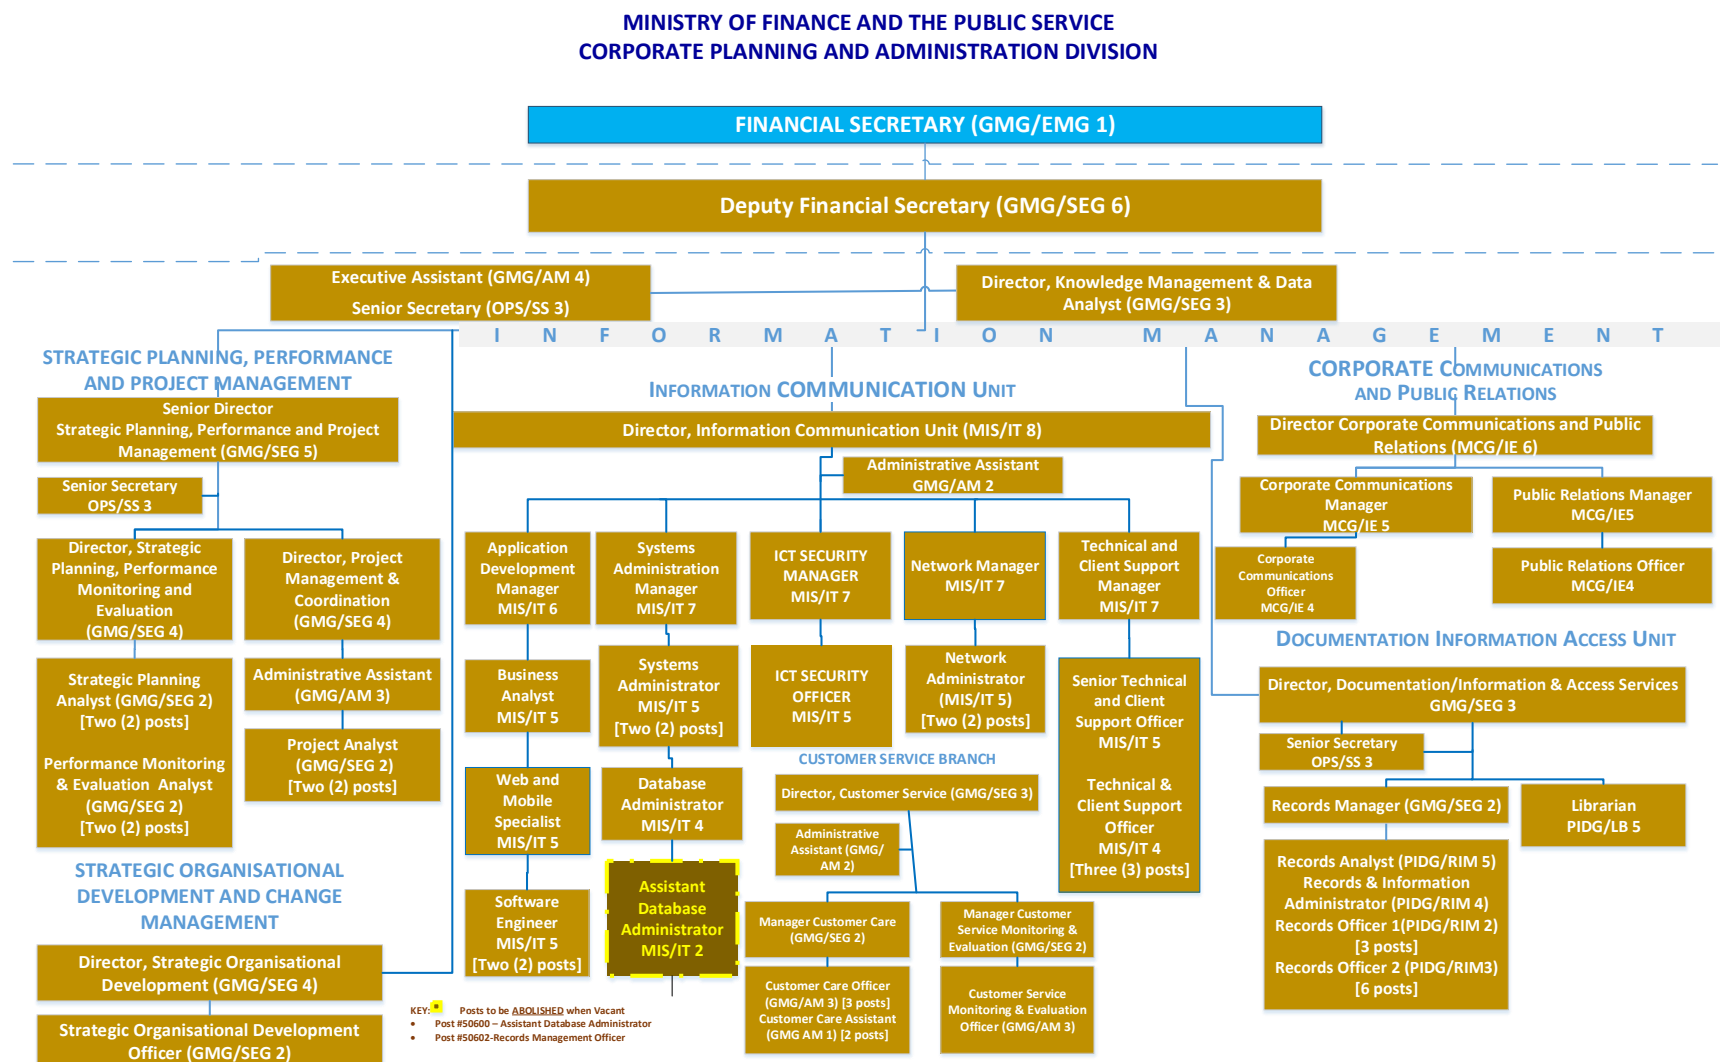 MINISTRY OF FINANCE AND THE PUBLIC SERVICE
CORPORATE PLANNING AND ADMINISTRATION DIVISION
FINANCIAL SECRETARY (GMG/EMG 1)
Deputy Financial Secretary (GMG/SEG 6)
Executive Assistant (GMG/AM 4)
Senior Secretary (OPS/SS 3)
Director, Knowledge Management & Data
Analyst (GMG/SEG 3)
I N F O R M A T I O N M A N A G E M E N T
STRATEGIC PLANNING, PERFORMANCE
AND PROJECT MANAGEMENT
Senior Director
Strategic Planning, Performance and Project
Management (GMG/SEG 5)
Senior Secretary
OPS/SS 3
Director, Strategic
Planning, Performance
Monitoring and
Evaluation
(GMG/SEG 4)
Director, Project
Management &
Coordination
(GMG/SEG 4)
Strategic Planning
Analyst (GMG/SEG 2)
[Two (2) posts]
Performance Monitoring
& Evaluation Analyst
(GMG/SEG 2)
[Two (2) posts]
Administrative Assistant
(GMG/AM 3)
Project Analyst
(GMG/SEG 2)
[Two (2) posts]
STRATEGIC ORGANISATIONAL
DEVELOPMENT AND CHANGE
MANAGEMENT
Director, Strategic Organisational
Development (GMG/SEG 4)
Strategic Organisational Development
Officer (GMG/SEG 2)
INFORMATION COMMUNICATION UNIT
Director, Information Communication Unit (MIS/IT 8)
Administrative Assistant
GMG/AM 2
Application
Development
Manager
MIS/IT 6
Business
Analyst
MIS/IT 5
Web and
Mobile
Specialist
MIS/IT 5
Software
Engineer
MIS/IT 5
[Two (2) posts]
Systems
Administration
Manager
MIS/IT 7
Systems
Administrator
MIS/IT 5
[Two (2) posts]
Database
Administrator
MIS/IT 4
Assistant
Database
Administrator
MIS/IT 2
ICT SECURITY
MANAGER
MIS/IT 7
ICT SECURITY
OFFICER
MIS/IT 5
Network Manager
MIS/IT 7
Network
Administrator
(MIS/IT 5)
[Two (2) posts]
Technical and
Client Support
Manager
MIS/IT 7
Senior Technical
and Client
Support Officer
MIS/IT 5
Technical &
Client Support
Officer
MIS/IT 4
[Three (3) posts]
CUSTOMER SERVICE BRANCH
Director, Customer Service (GMG/SEG 3)
Administrative
Assistant (GMG/
AM 2)
Manager Customer Care
(GMG/SEG 2)
Manager Customer
Service Monitoring &
Evaluation (GMG/SEG 2)
Customer Care Officer
(GMG/AM 3) [3 posts]
Customer Care Assistant
(GMG AM 1) [2 posts]
Customer Service
Monitoring & Evaluation
Officer (GMG/AM 3)
CORPORATE COMMUNICATIONS
AND PUBLIC RELATIONS
Director Corporate Communications and Public
Relations (MCG/IE 6)
Corporate Communications
Manager
MCG/IE 5
Public Relations Manager
MCG/IE5
Corporate
Communications
Officer
MCG/IE 4
Public Relations Officer
MCG/IE4
DOCUMENTATION INFORMATION ACCESS UNIT
Director, Documentation/Information & Access Services
GMG/SEG 3
Senior Secretary
OPS/SS 3
Records Manager (GMG/SEG 2)
Librarian
PIDG/LB 5
Records Analyst (PIDG/RIM 5)
Records & Information
Administrator (PIDG/RIM 4)
Records Officer 1(PIDG/RIM 2)
[3 posts]
Records Officer 2 (PIDG/RIM3)
[6 posts]
KEY: Posts to be ABOLISHED when Vacant
• Post #50600 – Assistant Database Administrator
• Post #50602-Records Management Officer